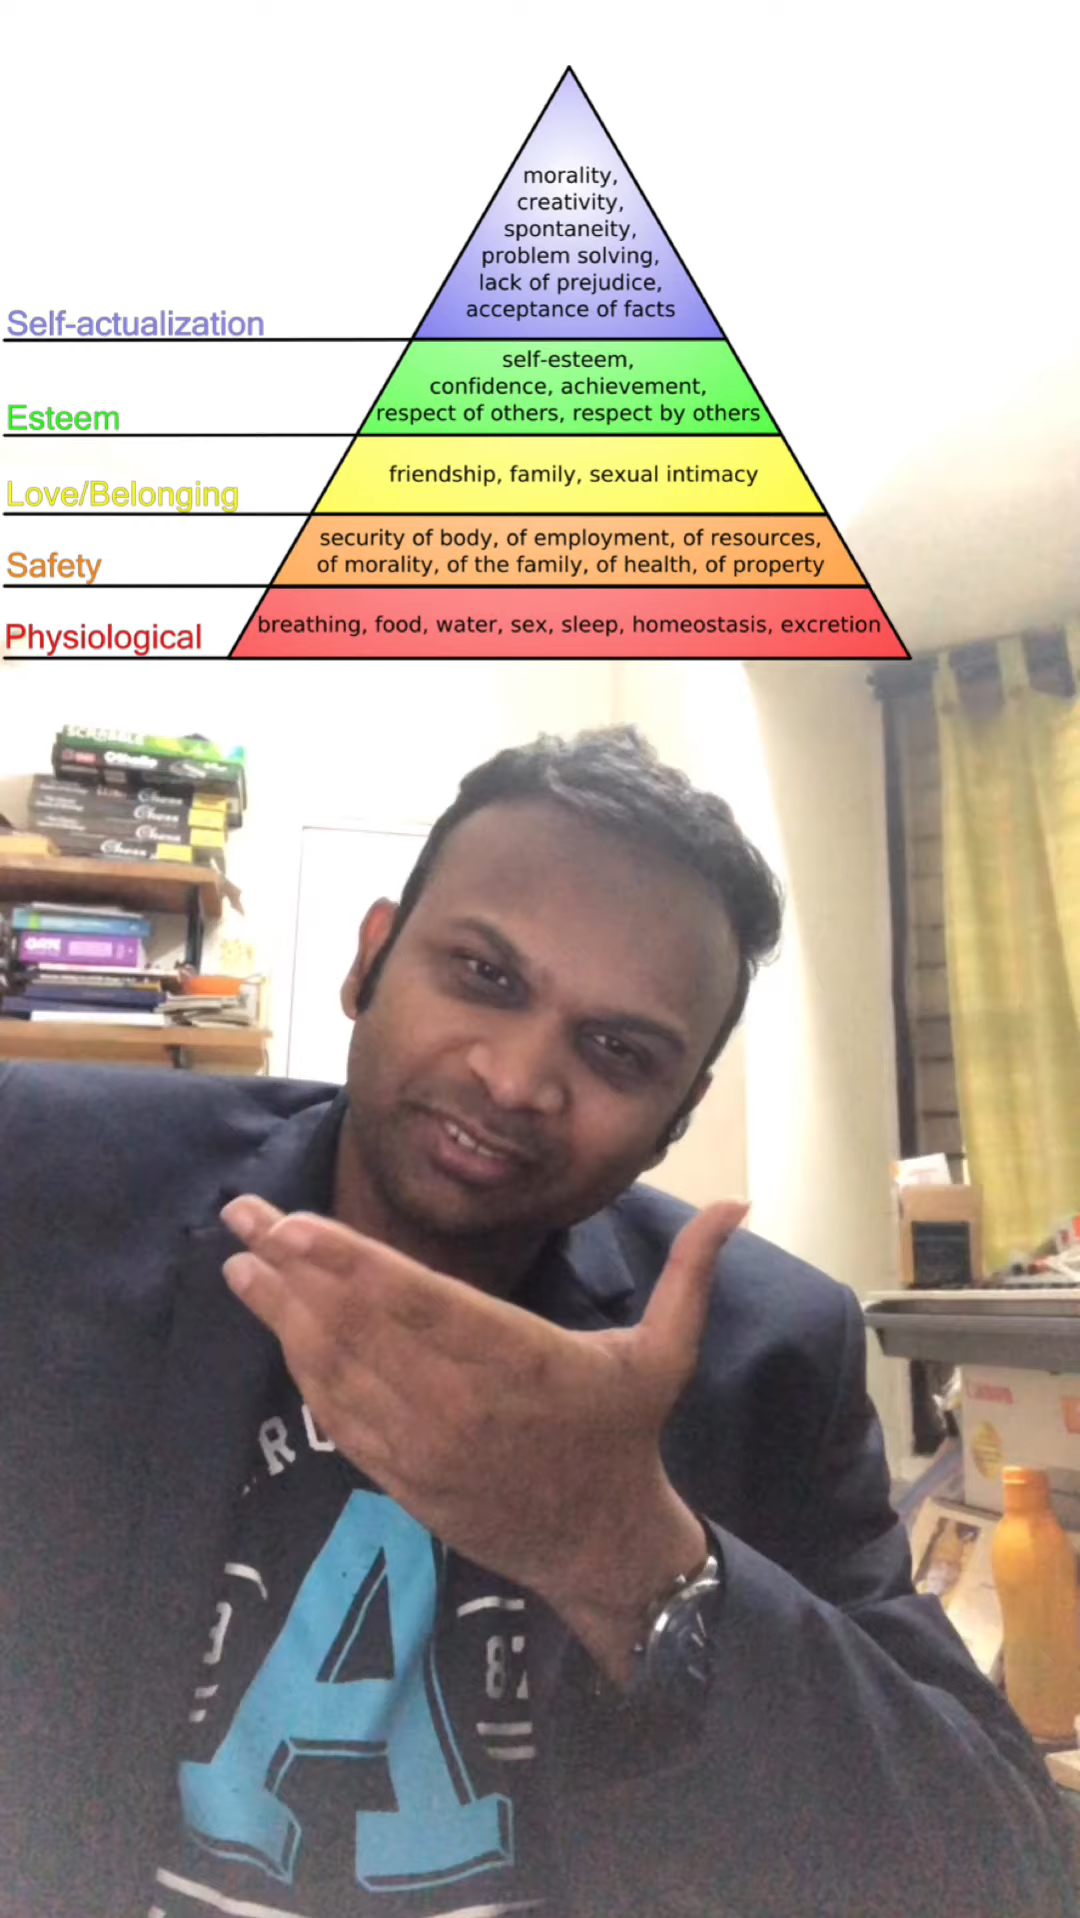 morality,
creativity,
spontaneity,
problem solving,
lack of prejudice,
acceptance of facts
Self-actualization
self-esteem,
confidence, achievement,
respect of others, respect by others
Esteem
friendship, family, sexual intimacy
Love/Belonging
security of body, of employment, of resources,
of morality, of the family, of health, of property
Safety
breathing, food, water, sex, sleep, homeostasis, excretion
Physiological
SCRABBLE
Othello
Chess
Chess
Chess
Chess
Canon
A
87